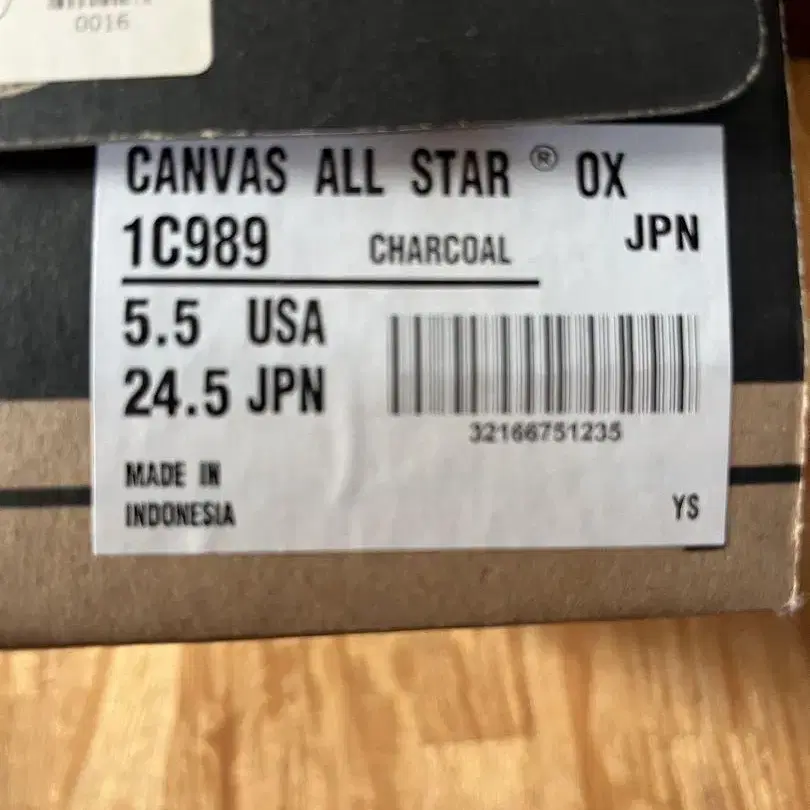 0016
CANVAS ALL STAR ® OX
1C989 CHARCOAL JPN
5.5 USA
24.5 JPN
32166751235
MADE IN
INDONESIA
YS